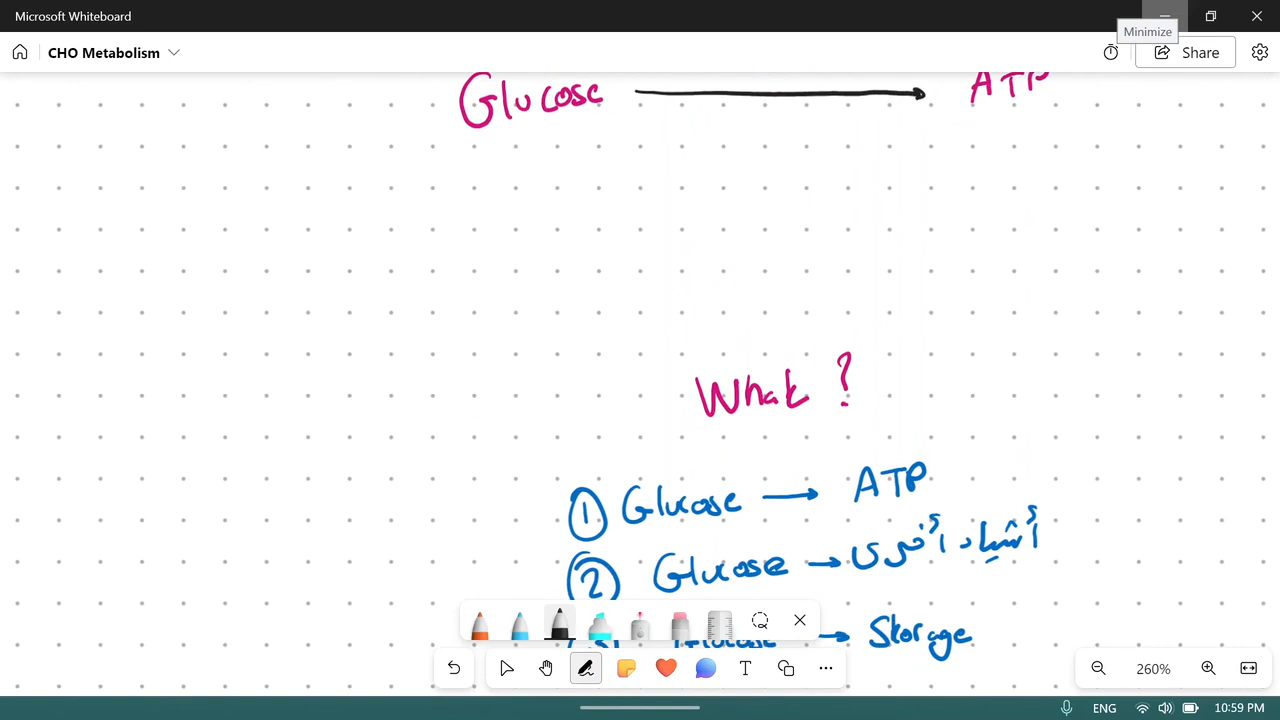 Microsoft Whiteboard
Minimize
CHO Metabolism
Share
Glucose → ATP
What ?
① Glucose → ATP
② Glucose → أشياء أخرى
Glucose → Storage
260%
ENG
10:59 PM